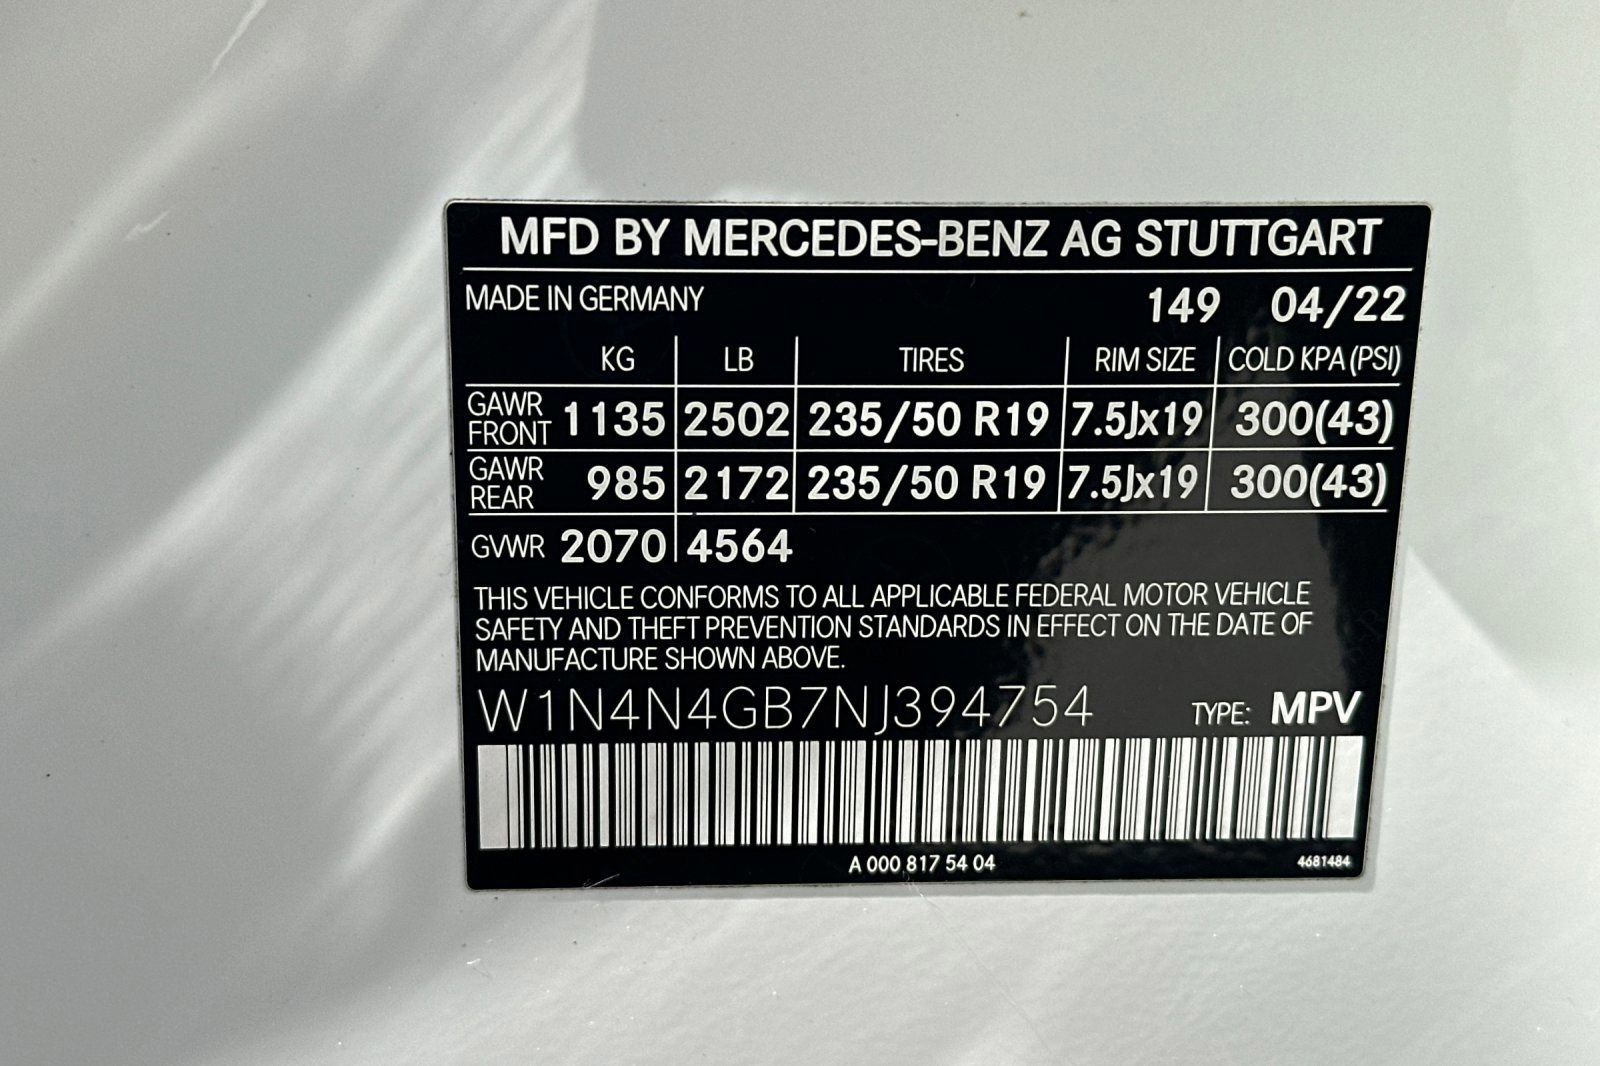 MFD BY MERCEDES-BENZ AG STUTTGART
MADE IN GERMANY 149 04/22
KG LB TIRES RIM SIZE COLD KPA (PSI)
GAWR FRONT 1135 2502 235/50 R19 7.5Jx19 300(43)
GAWR REAR 985 2172 235/50 R19 7.5Jx19 300(43)
GVWR 2070 4564
THIS VEHICLE CONFORMS TO ALL APPLICABLE FEDERAL MOTOR VEHICLE
SAFETY AND THEFT PREVENTION STANDARDS IN EFFECT ON THE DATE OF
MANUFACTURE SHOWN ABOVE.
W1N4N4GB7NJ394754 TYPE: MPV
A 000 817 54 04 4681484